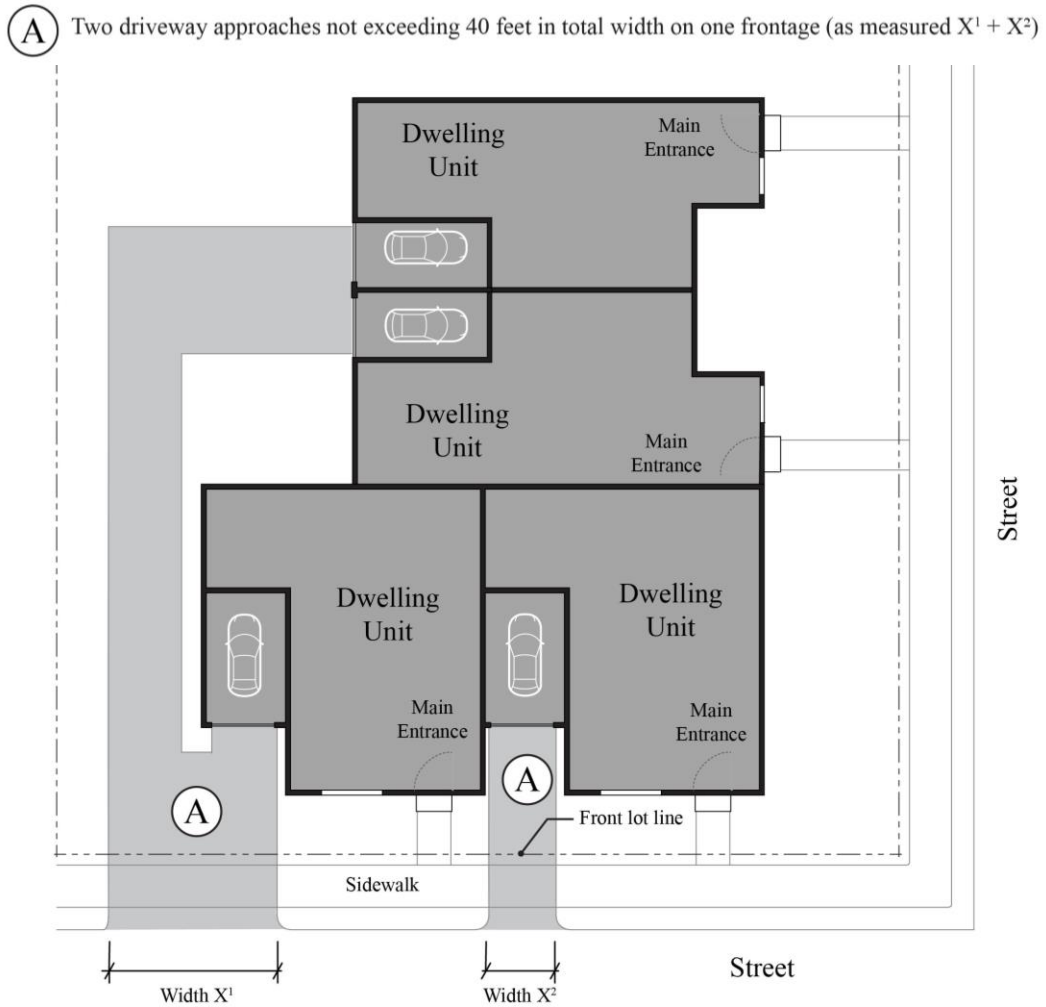 A Two driveway approaches not exceeding 40 feet in total width on one frontage (as measured X¹ + X²)
Dwelling
Unit
Main
Entrance
Dwelling
Unit
Main
Entrance
Street
Dwelling
Unit
Dwelling
Unit
Main
Entrance
Main
Entrance
A
A
Front lot line
Sidewalk
Street
Width X¹
Width X²